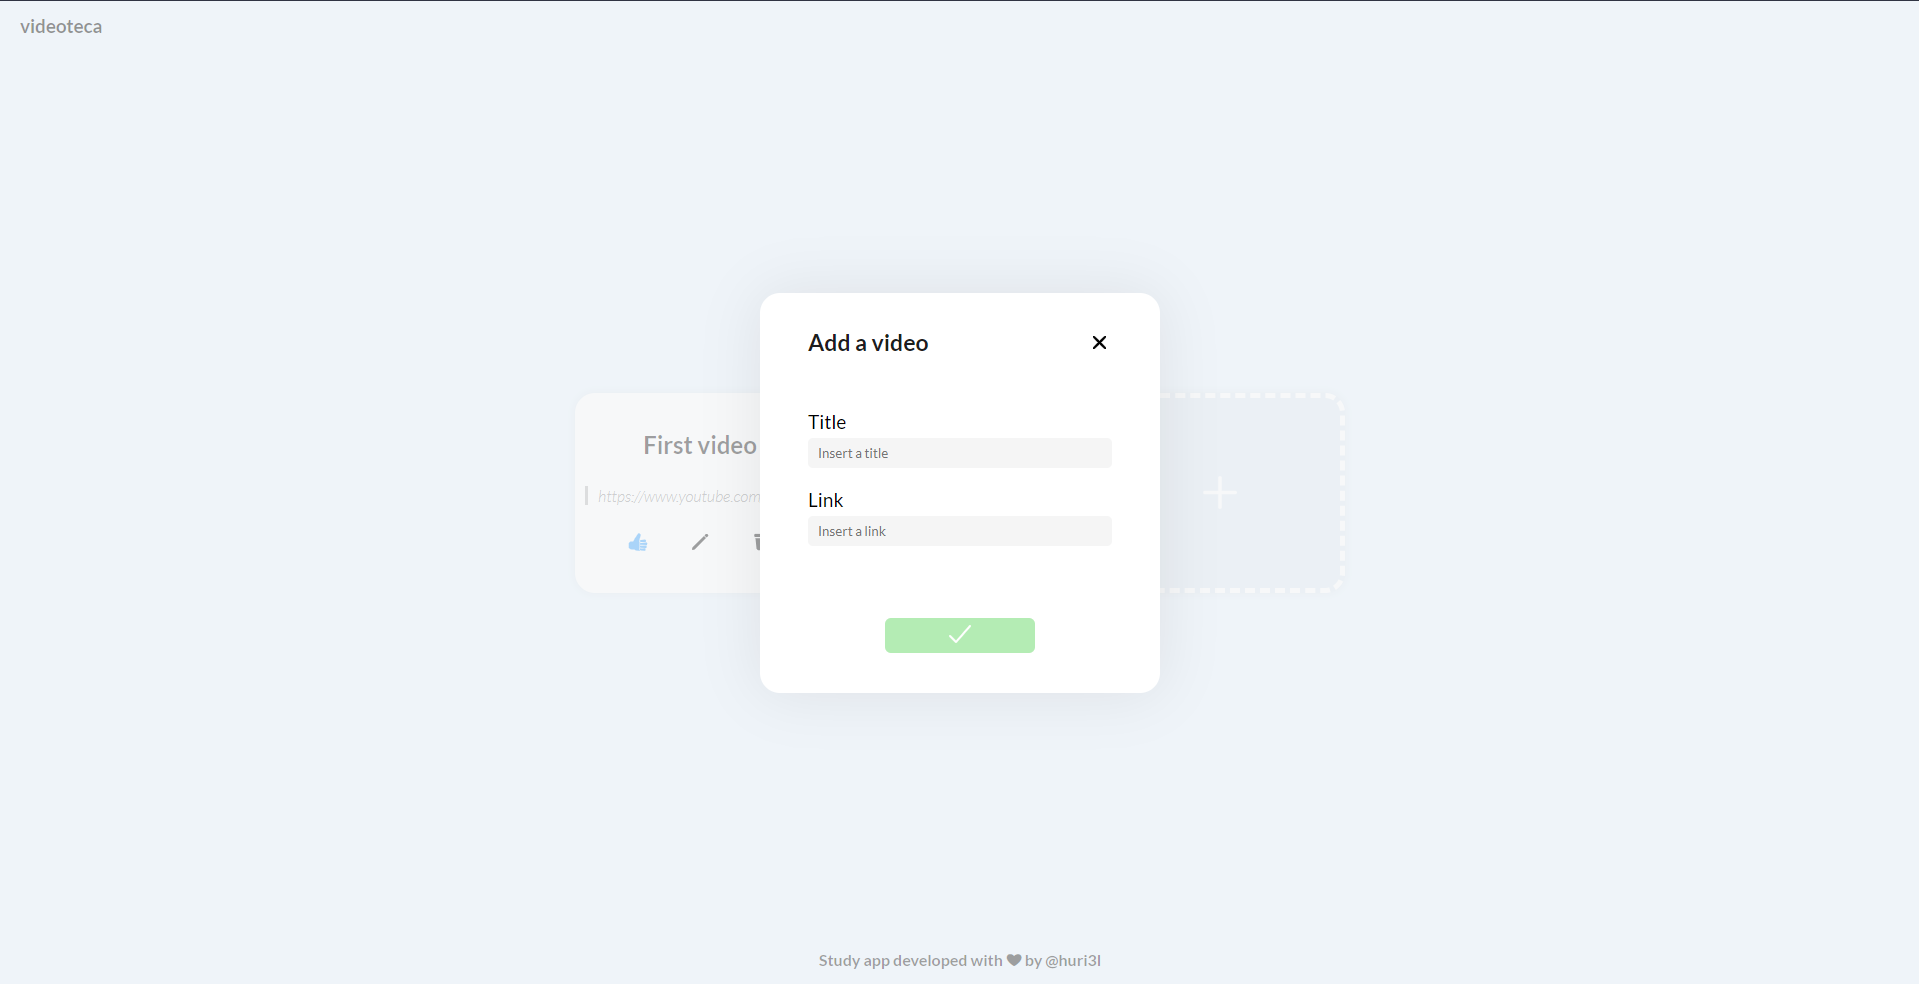 videoteca
Add a video
Title
Insert a title
Link
Insert a link
First video
https://www.youtube.com
Study app developed with by @huri3l